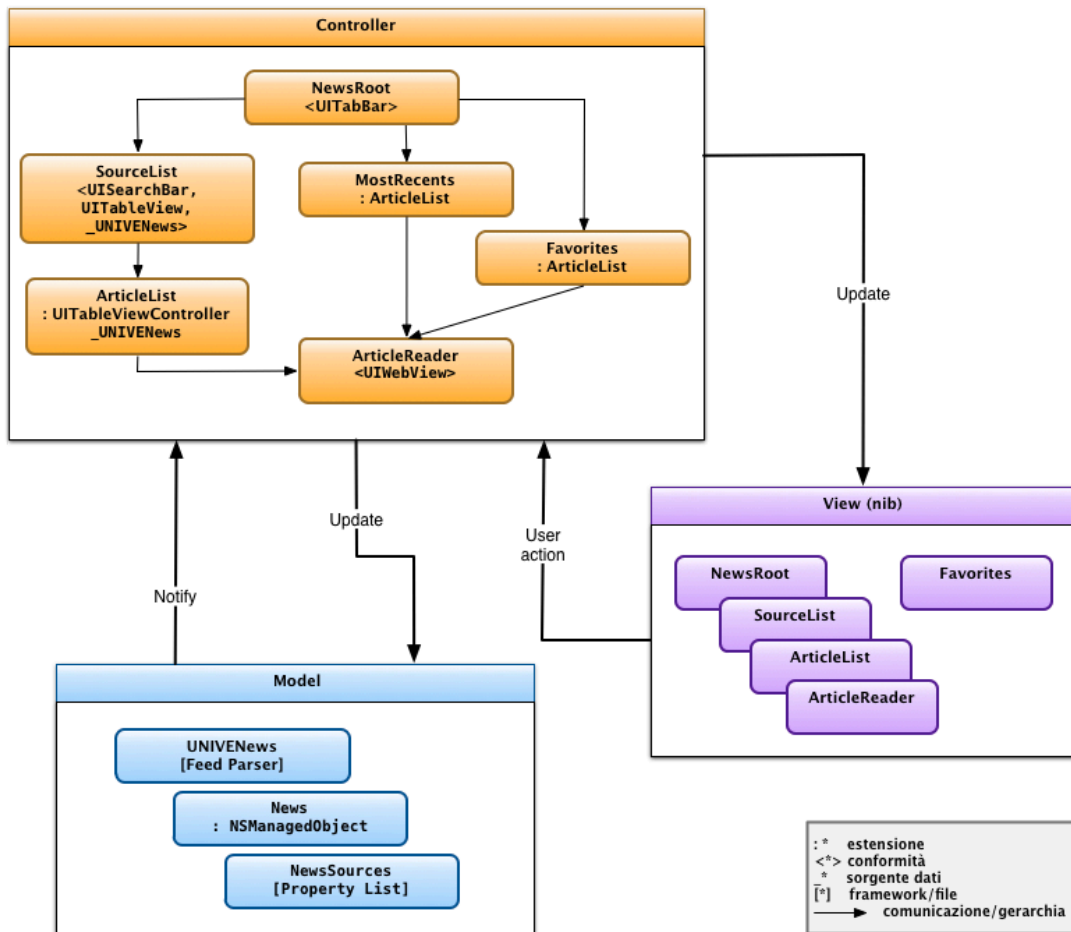 Controller
NewsRoot
<UITabBar>
SourceList
<UISearchBar,
UITableView,
_UNIVENews>
MostRecents
: ArticleList
Favorites
: ArticleList
ArticleList
: UITableViewController
_UNIVENews
ArticleReader
<UIWebView>
Update
Notify
Update
User
action
View (nib)
NewsRoot
Favorites
SourceList
ArticleList
ArticleReader
Model
UNIVENews
[Feed Parser]
News
: NSManagedObject
NewsSources
[Property List]
: * estensione
<*> conformità
_* sorgente dati
[*] framework/file
comunicazione/gerarchia